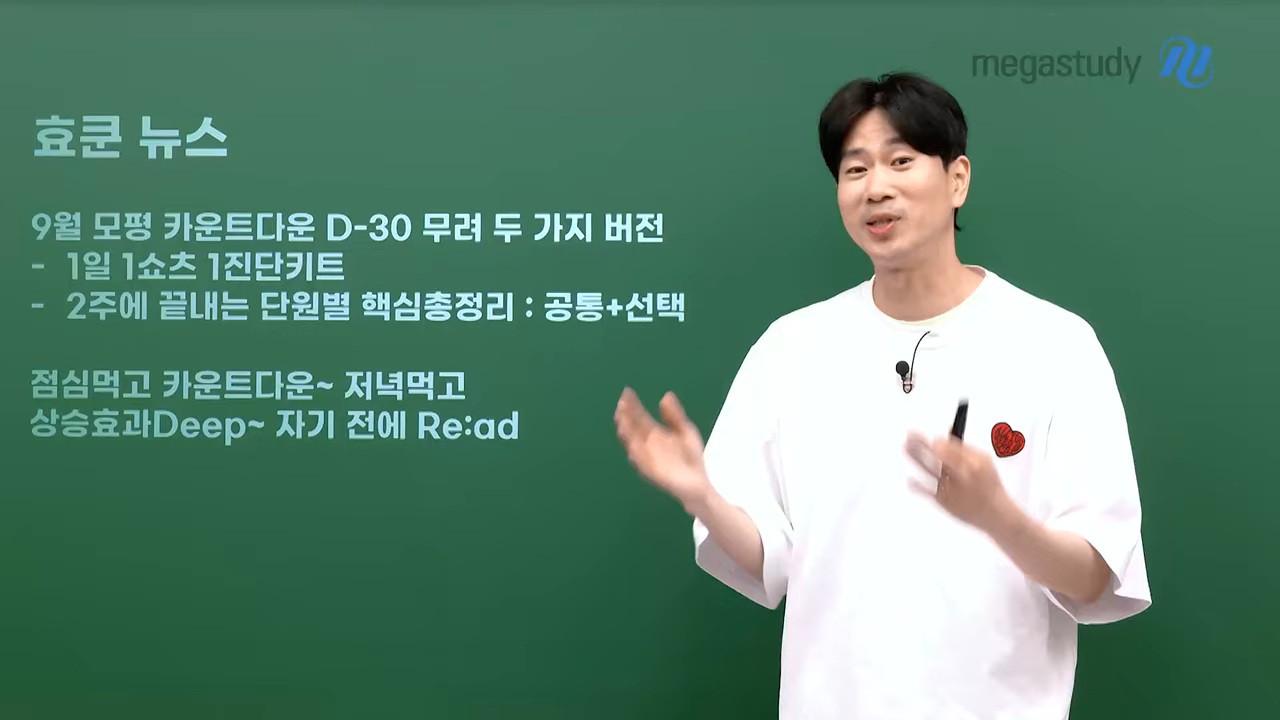 megastudy
효쿤 뉴스
9월 모평 카운트다운 D-30 무려 두 가지 버전
- 1일 1쇼츠 1진단키트
- 2주에 끝내는 단원별 핵심총정리 : 공통+선택
점심먹고 카운트다운~ 저녁먹고
상승효과Deep~ 자기 전에 Re:ad